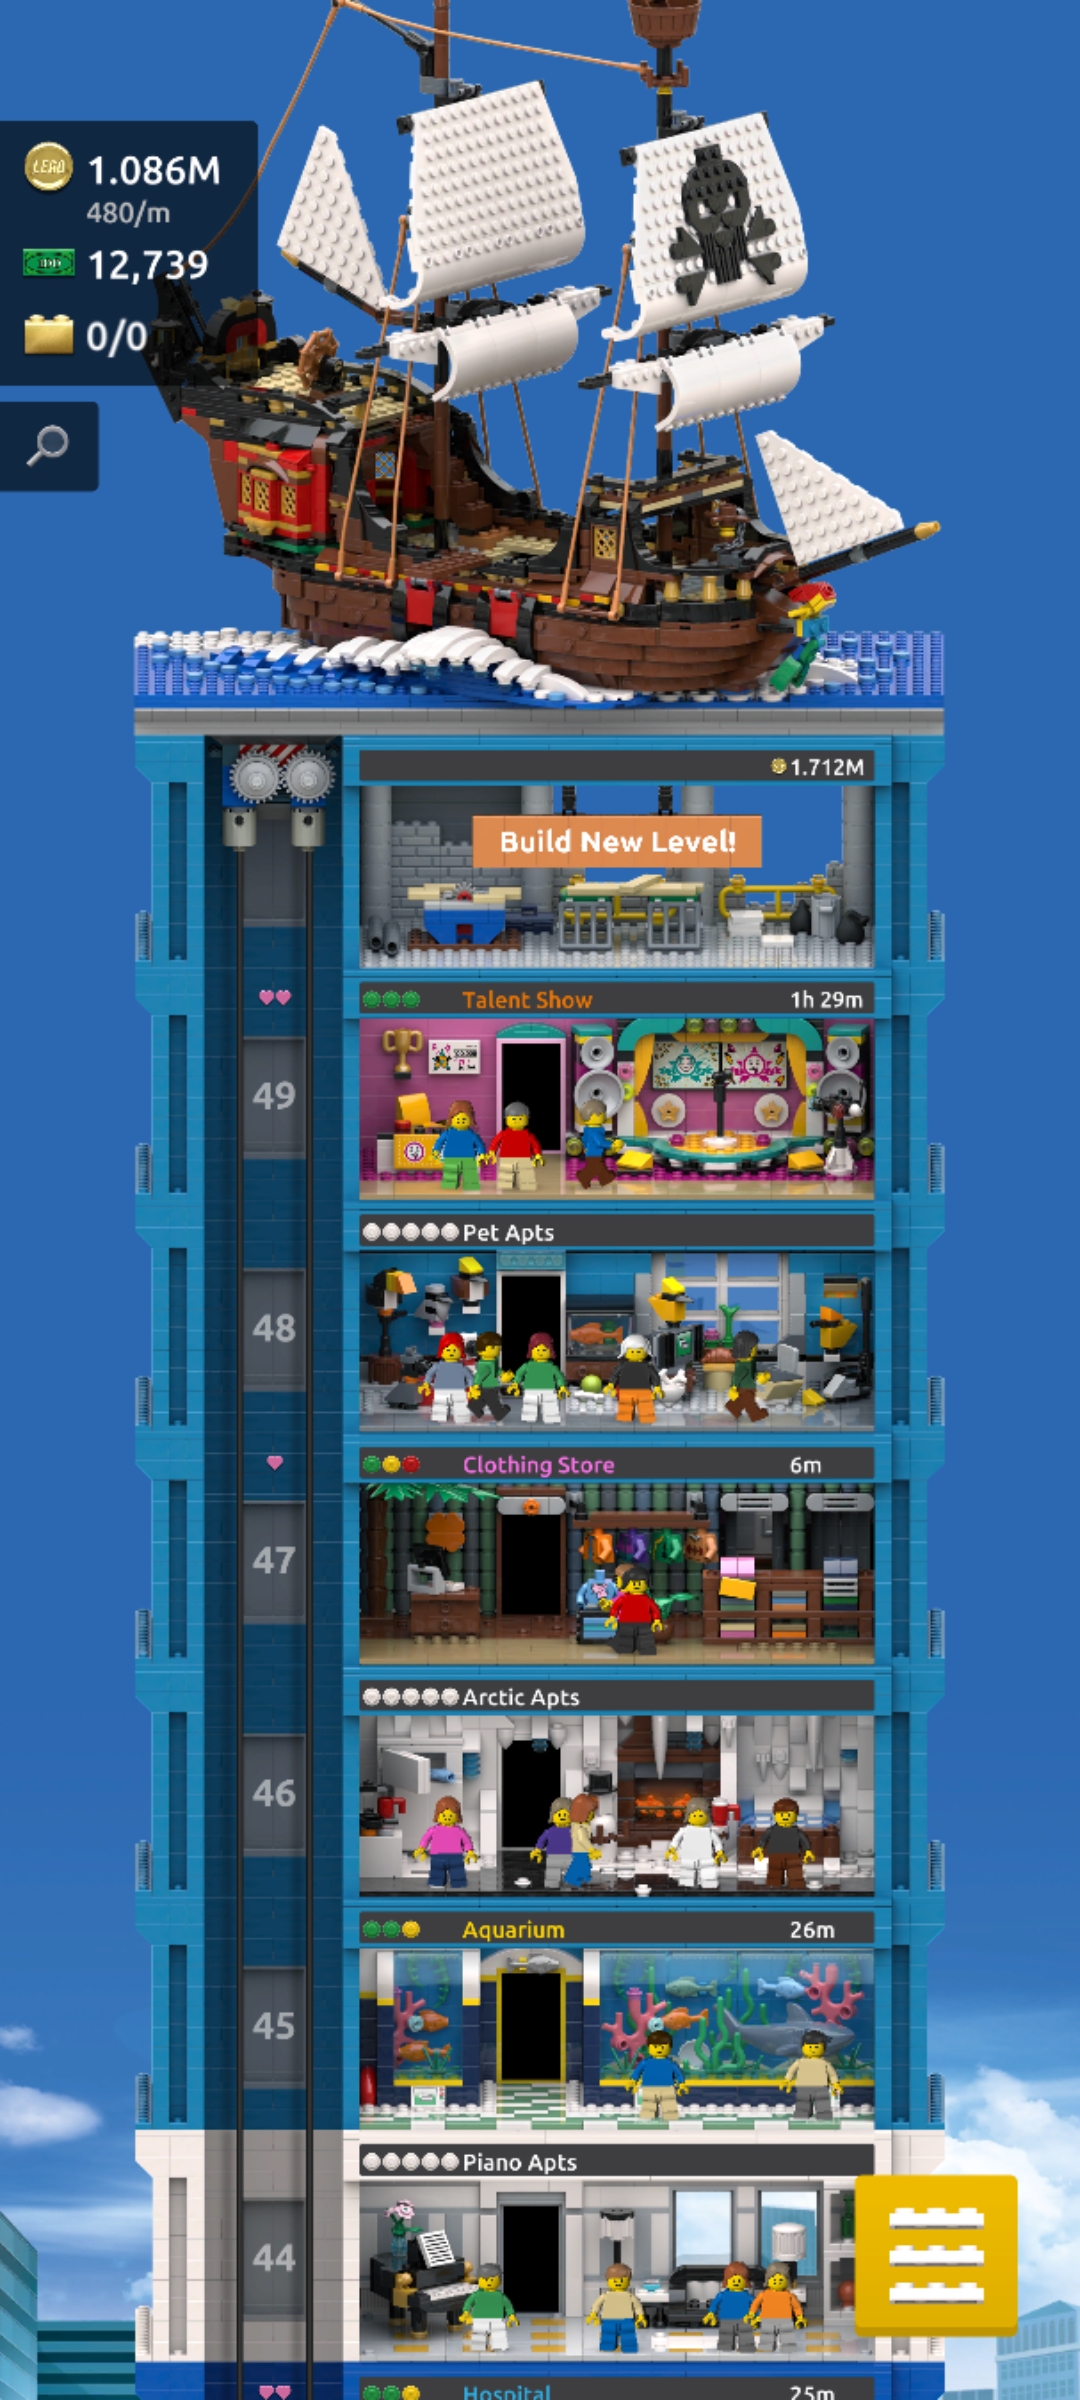 LEGO
1.086M
480/m
12,739
0/0
1.712M
Build New Level!
Talent Show
1h 29m
49
Pet Apts
48
Clothing Store
6m
47
Arctic Apts
46
Aquarium
26m
45
Piano Apts
44
Hospital
25m